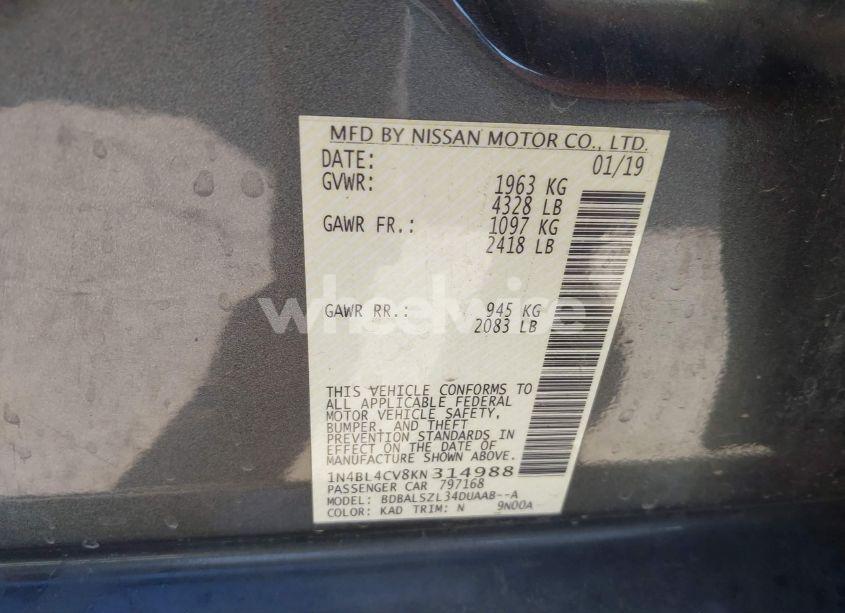 MFD BY NISSAN MOTOR CO., LTD.
DATE: 01/19
GVWR: 1963 KG
4328 LB
GAWR FR.: 1097 KG
2418 LB
GAWR RR.: 945 KG
2083 LB
THIS VEHICLE CONFORMS TO
ALL APPLICABLE FEDERAL
MOTOR VEHICLE SAFETY,
BUMPER, AND THEFT
PREVENTION STANDARDS IN
EFFECT ON THE DATE OF
MANUFACTURE SHOWN ABOVE.
1N4BL4CV8KN314988
PASSENGER CAR 797168
MODEL: BDBALSZL34DUAAB--A
COLOR: KAD TRIM: N 9N00A